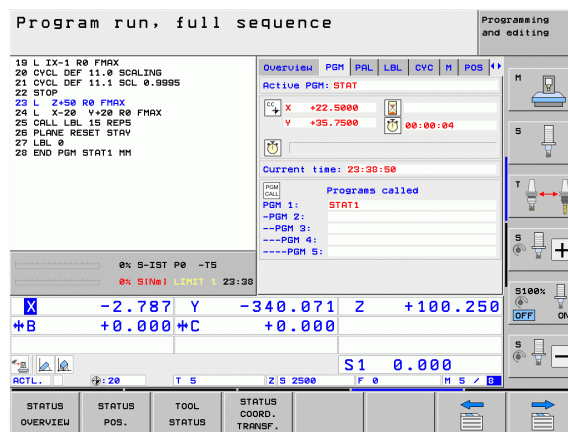 Program run, full sequence
Programming and editing
19 L IX-1 R0 FMAX
20 CYCL DEF 11.0 SCALING
21 CYCL DEF 11.1 SCL 0.9995
22 STOP
23 L Z+50 R0 FMAX
24 L X-20 Y+20 R0 FMAX
25 CALL LBL 15 REP5
26 PLANE RESET STAY
27 LBL 0
28 END PGM STAT1 MM
0% S-IST P0 -T5
0% S[Nm] LIMIT 1 23:38
Overview PGM PAL LBL CYC M POS
Active PGM: STAT
CC X +22.5000
Y +35.7500 00:00:04
Current time: 23:38:50
PGM CALL Programs called
PGM 1: STAT1
-PGM 2:
--PGM 3:
---PGM 4:
----PGM 5:
X -2.787 Y -340.071 Z +100.250
B +0.000 C +0.000
S1 0.000
ACTL. : 20 T 5 Z S 2500 F 0 M 5 / 8
M
S
T
S
S100%
OFF ON
S
STATUS OVERVIEW
STATUS POS.
TOOL STATUS
STATUS COORD. TRANSF.